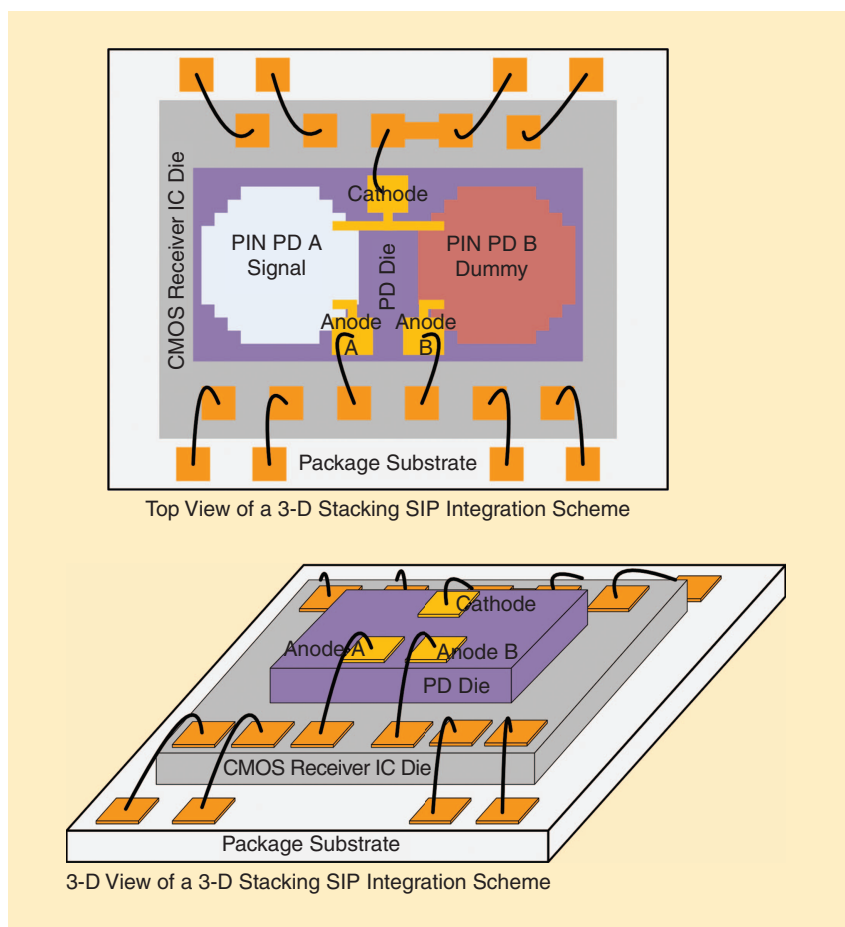 CMOS Receiver IC Die
Cathode
PIN PD A
Signal
PD Die
PIN PD B
Dummy
Anode
A
Anode
B
Package Substrate
Top View of a 3-D Stacking SIP Integration Scheme
Cathode
Anode A
Anode B
PD Die
CMOS Receiver IC Die
Package Substrate
3-D View of a 3-D Stacking SIP Integration Scheme